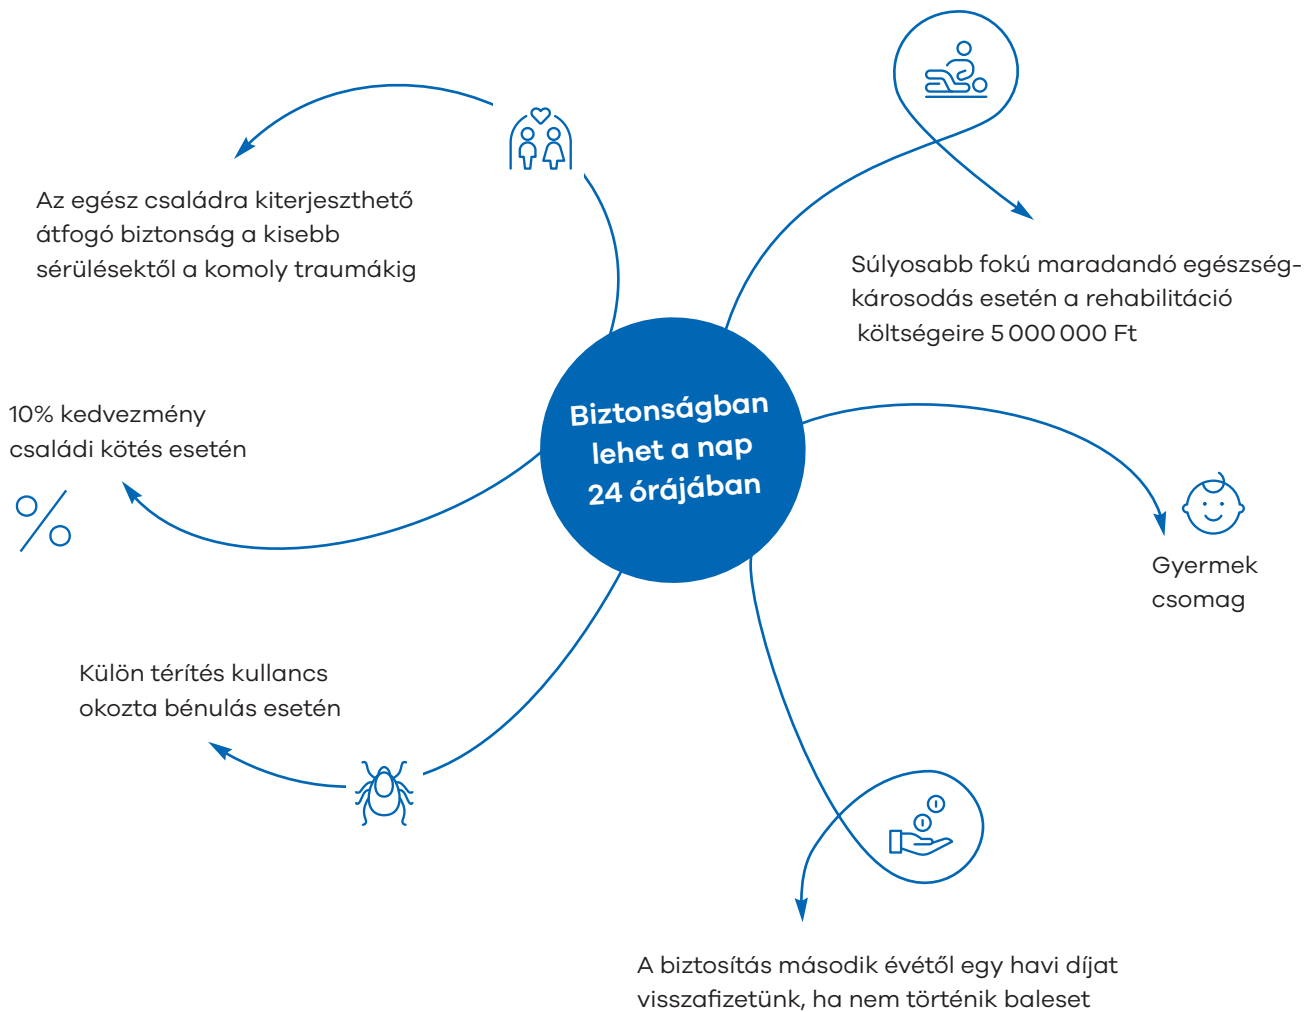 Az egész családra kiterjeszthető
átfogó biztonság a kisebb
sérülésektől a komoly traumákig
Súlyosabb fokú maradandó egészség-
károsodás esetén a rehabilitáció
költségeire 5 000 000 Ft
Biztonságban
lehet a nap
24 órájában
10% kedvezmény
családi kötés esetén
Gyermek
csomag
Külön térítés kullancs
okozta bénulás esetén
A biztosítás második évétől egy havi díjat
visszafizetünk, ha nem történik baleset